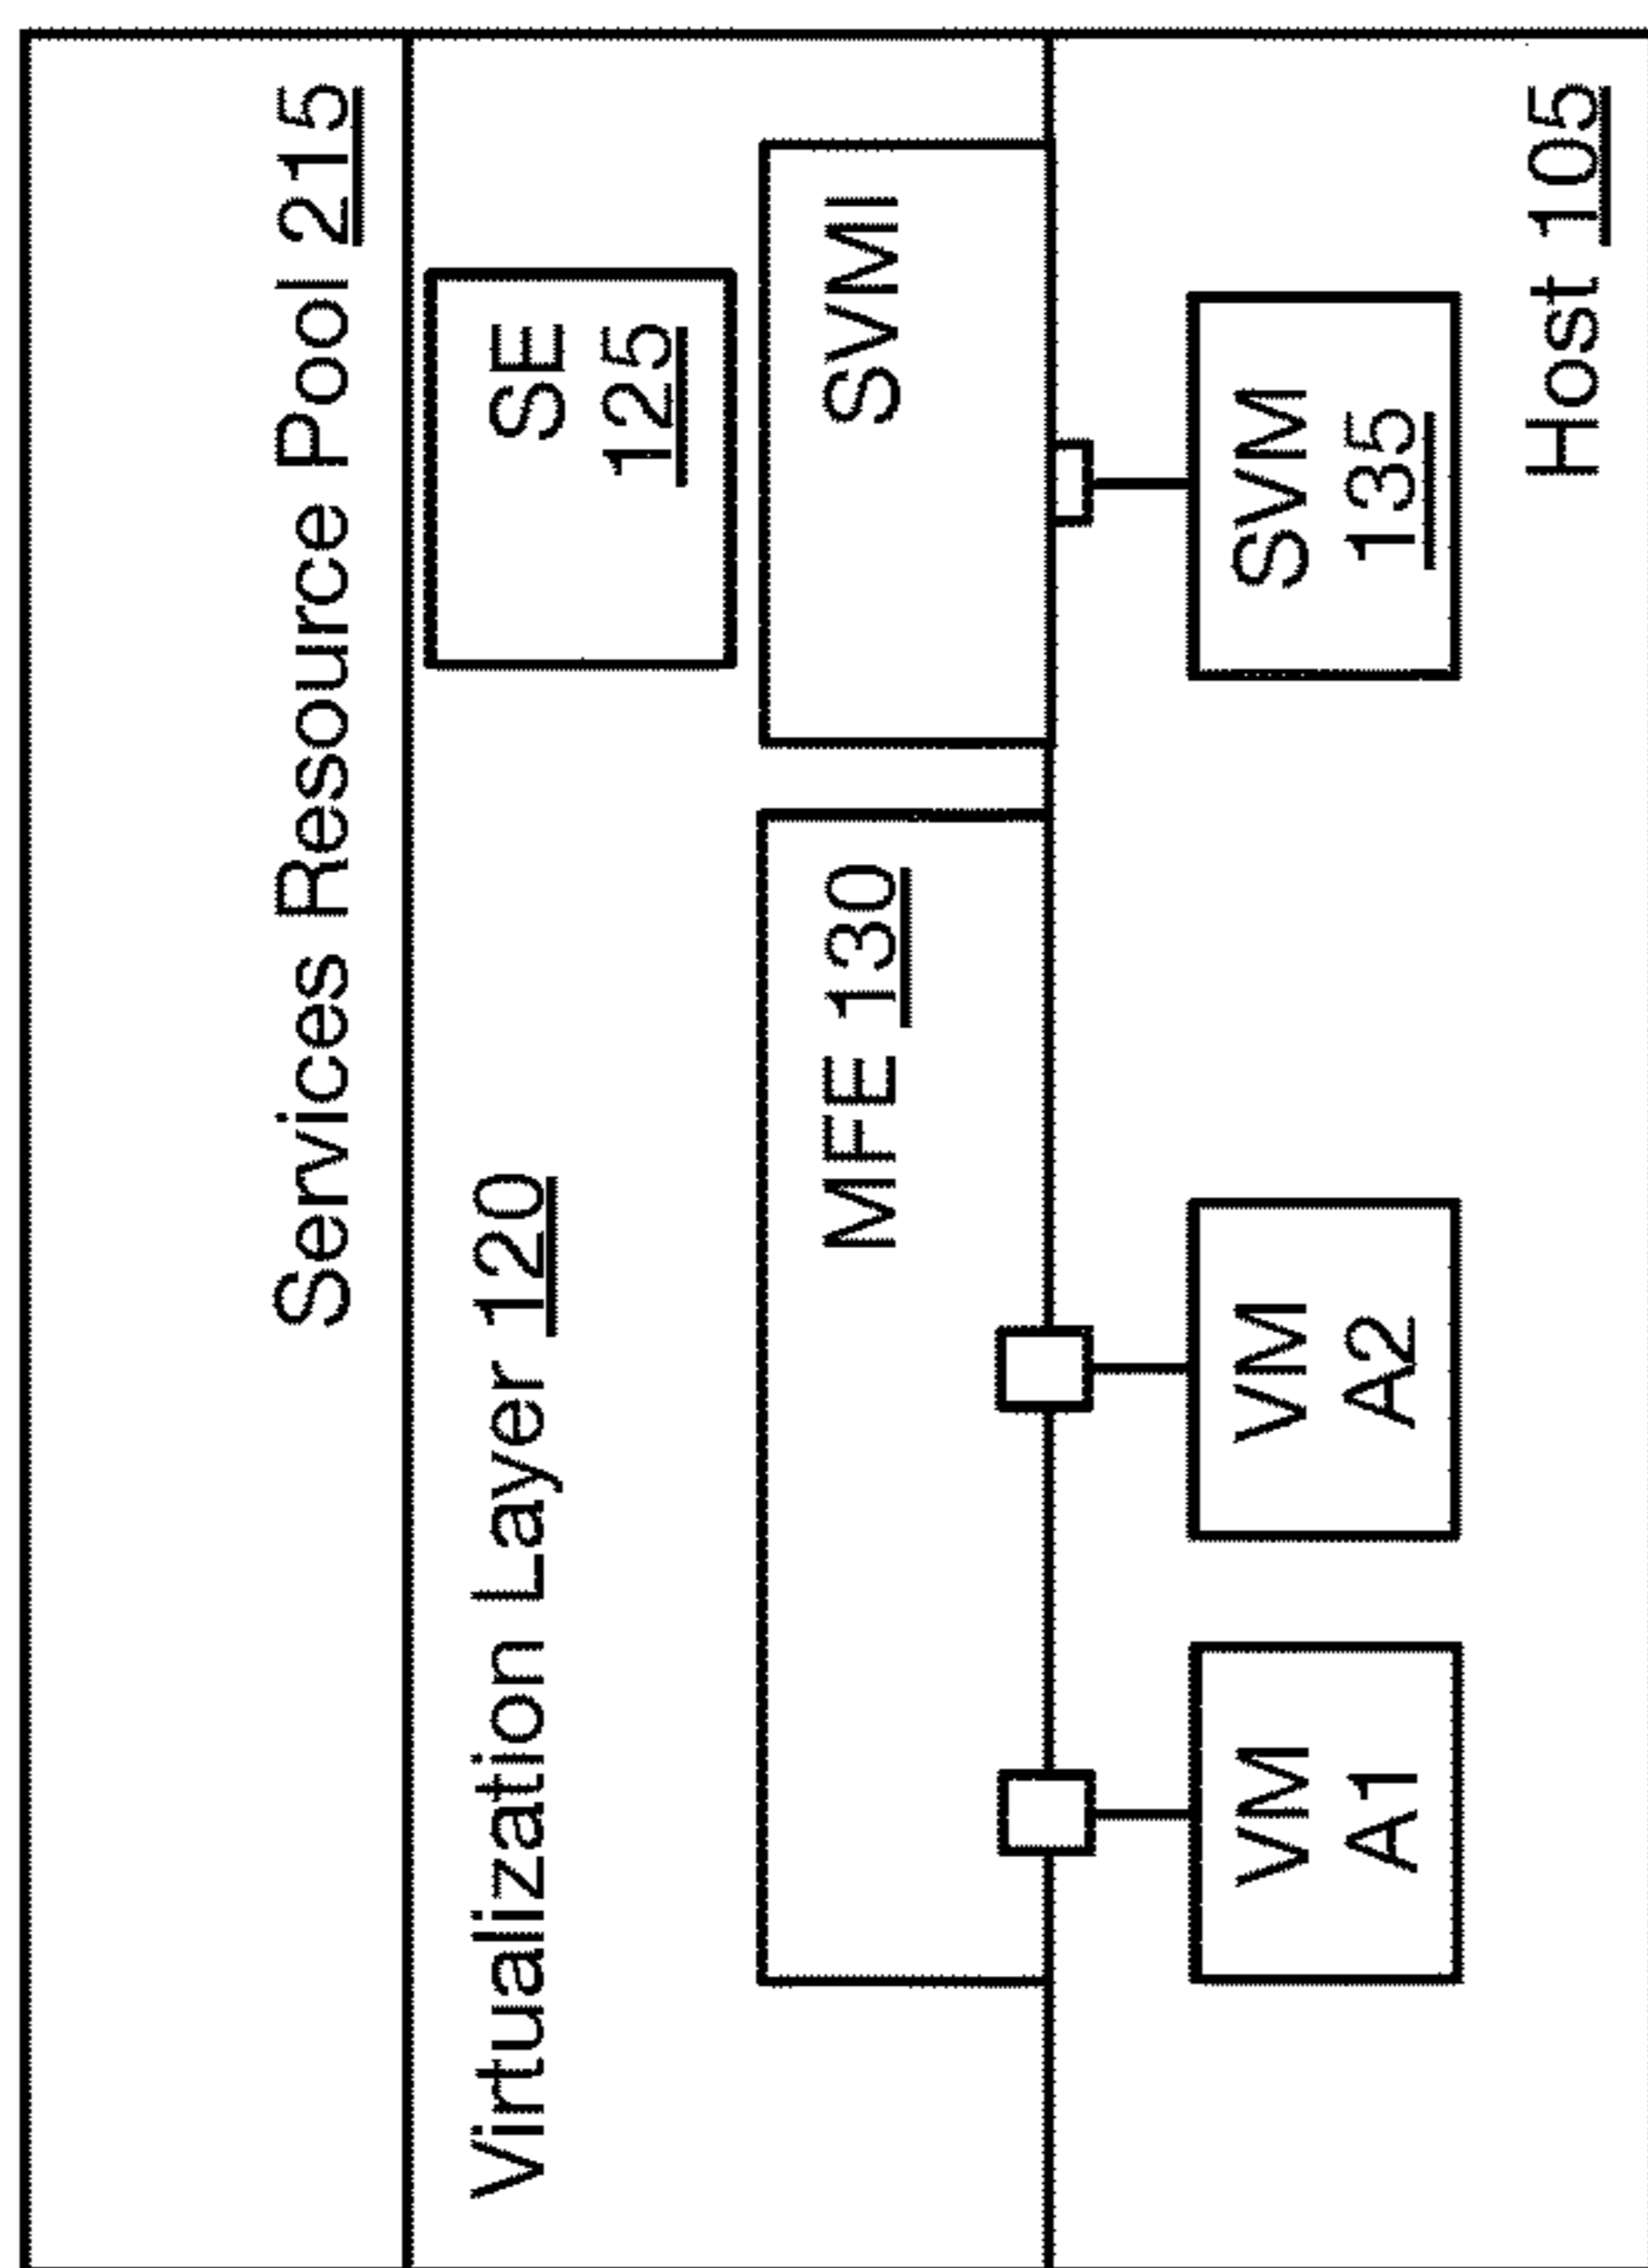 Services Resource Pool 215
Virtualization Layer 120
SE
125
MFE 130
SVMI
VM
A1
VM
A2
SVM
135
Host 105